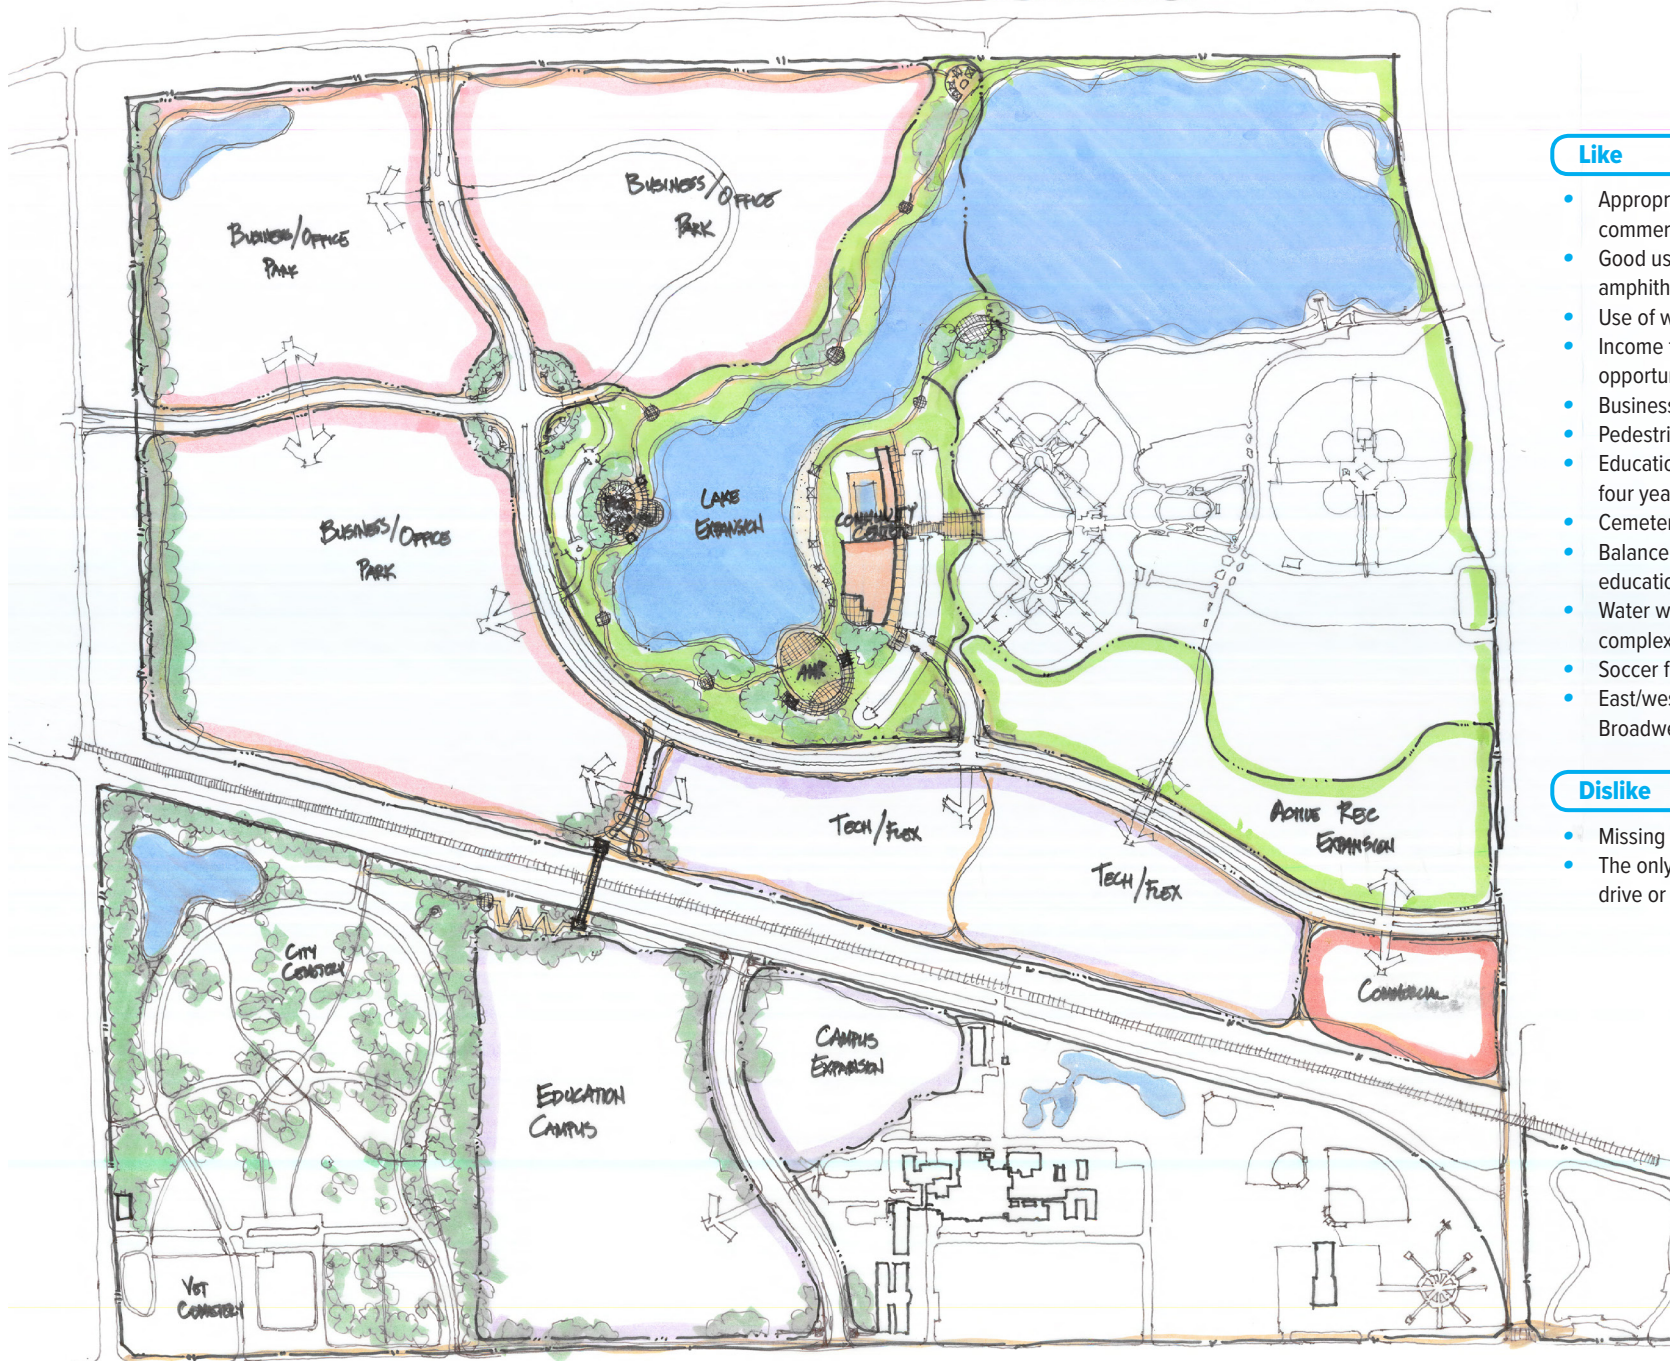 BUSINESS/OFFICE
PARK
BUSINESS/OFFICE
PARK
BUSINESS/OFFICE
PARK
LAKE
EXPANSION
COMMUNITY
CENTER
AMP
TECH/FLEX
TECH/FLEX
ACTIVE REC
EXPANSION
COMMERCIAL
CITY
CEMETERY
EDUCATION
CAMPUS
CAMPUS
EXPANSION
VET
CEMETERY
Like
• Appropr
commer
• Good us
amphith
• Use of w
• Income
opportu
• Business
• Pedestri
• Educatio
four yea
• Cemeter
• Balance
educatio
• Water w
complex
• Soccer f
• East/wes
Broadwe
Dislike
• Missing
• The only
drive or